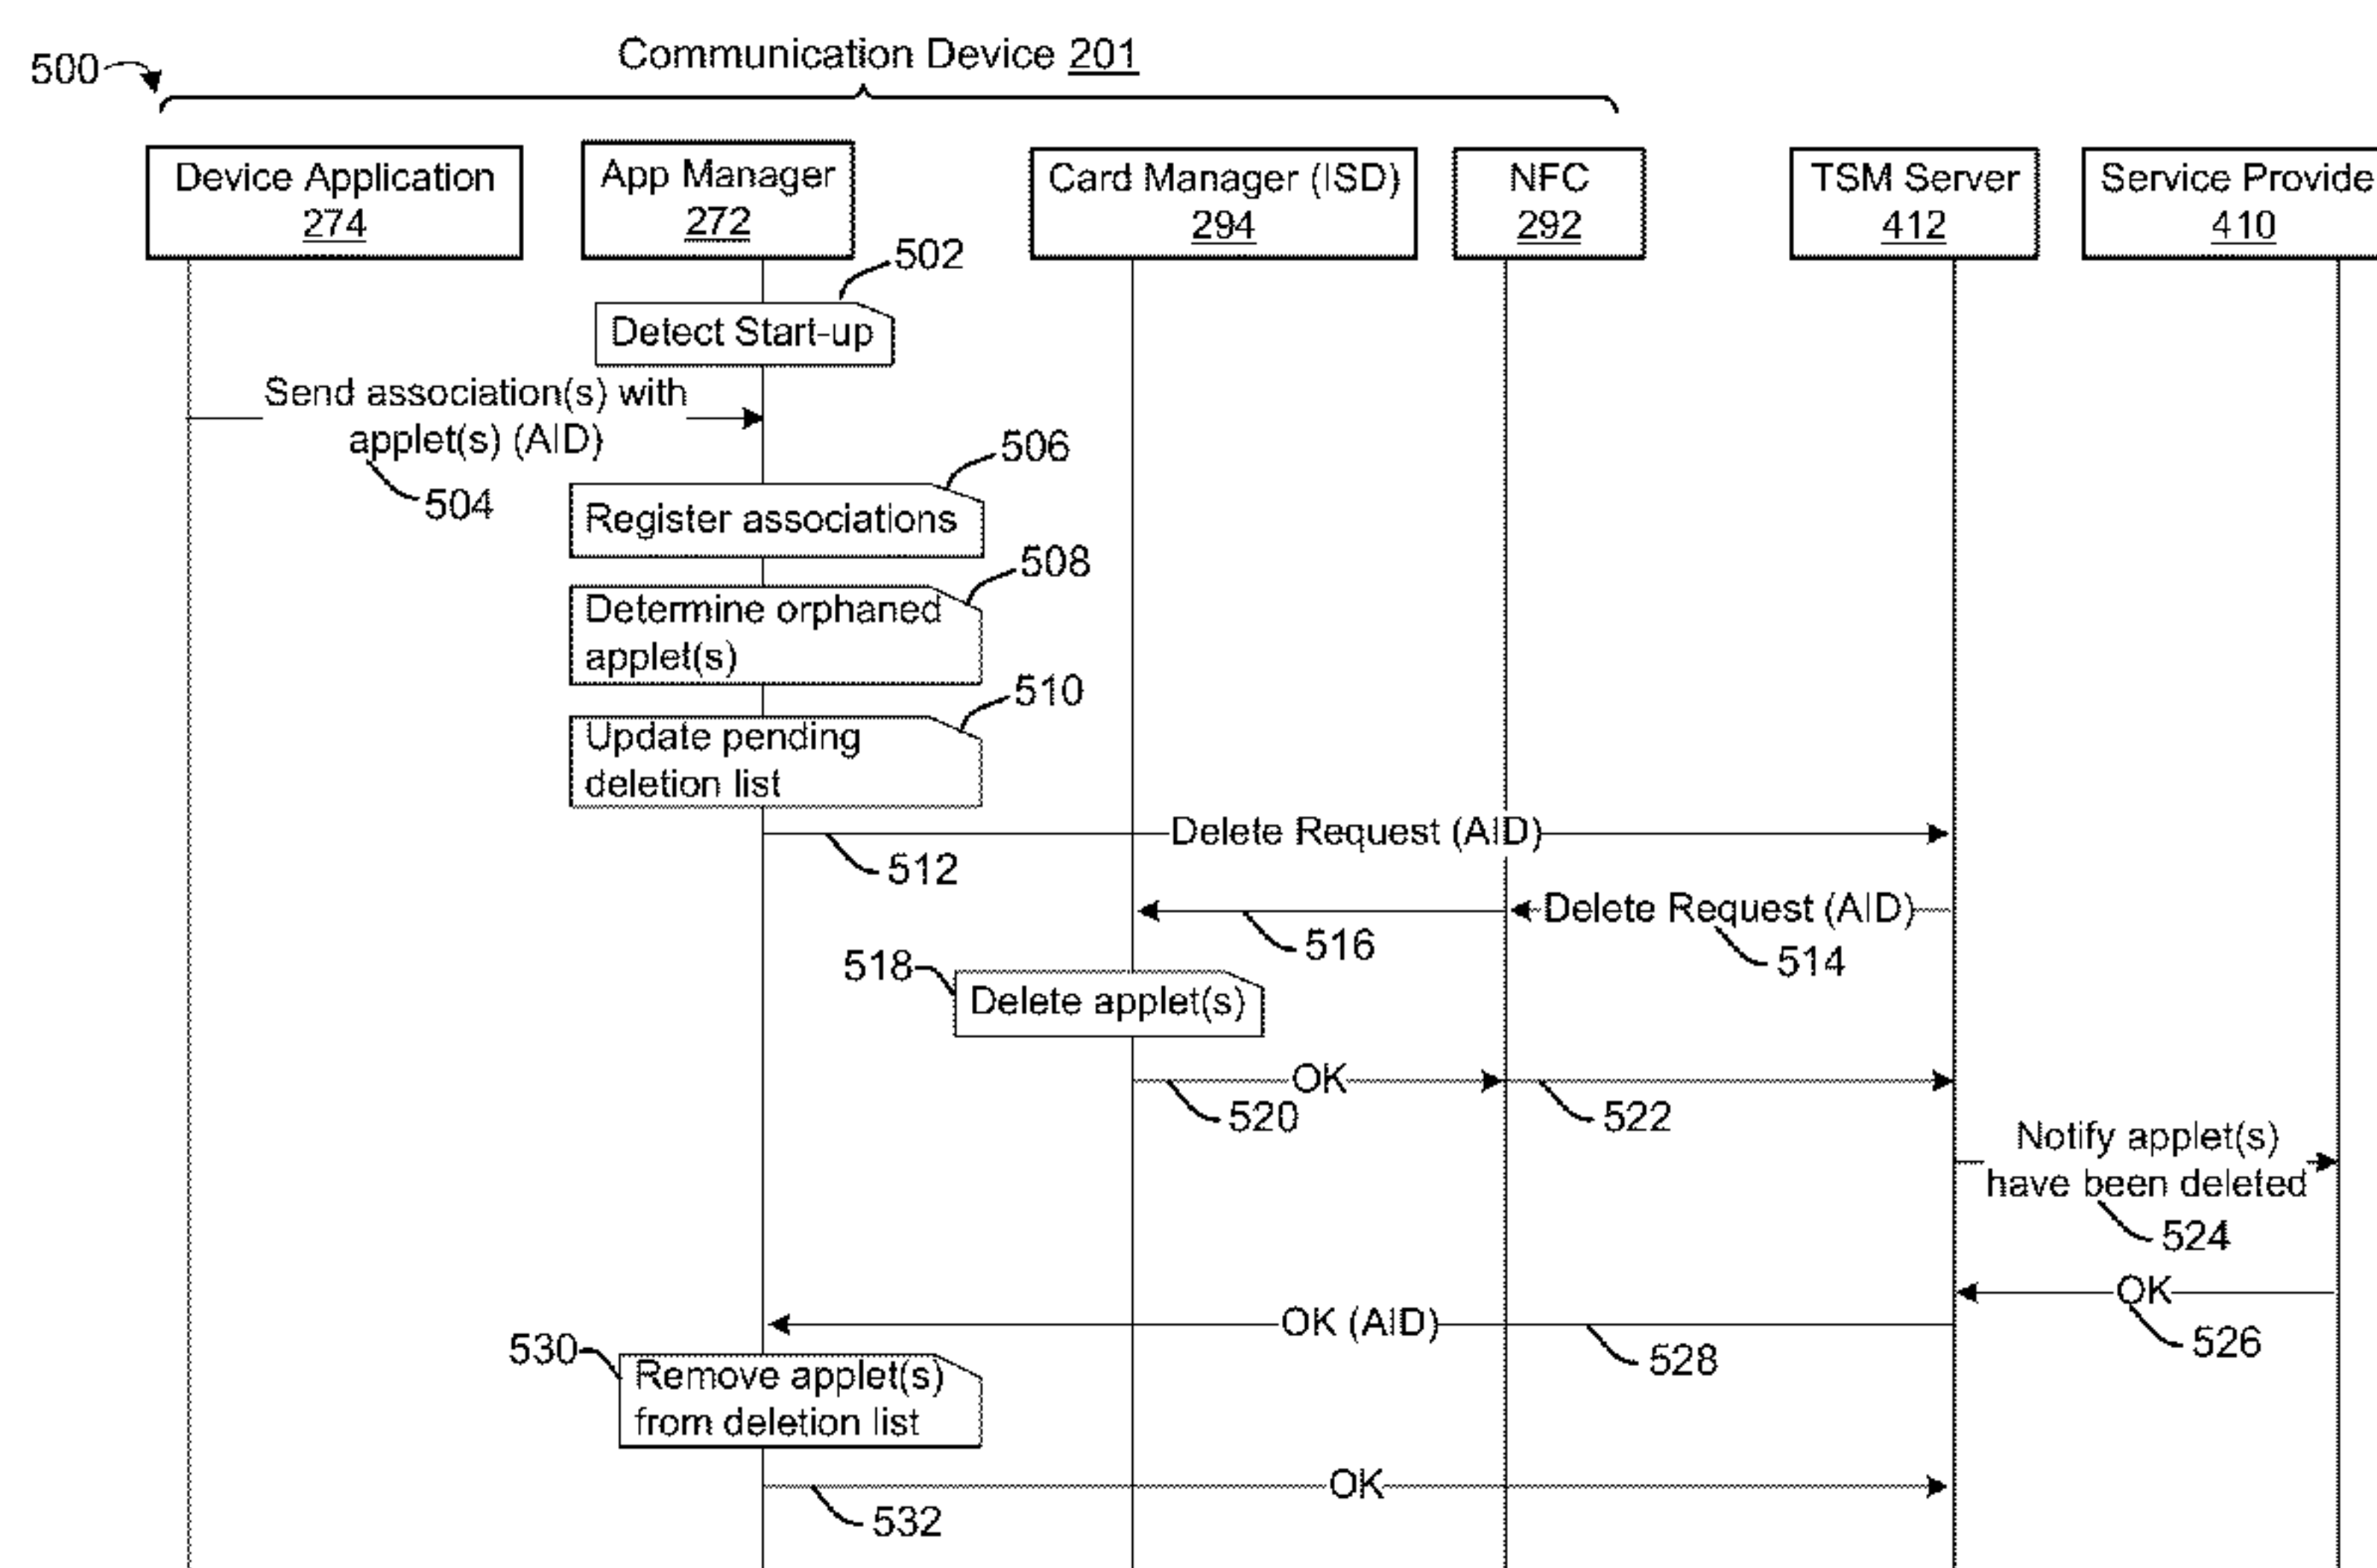 Communication Device 201
500
Device Application
274
App Manager
272
Card Manager (ISD)
294
NFC
292
TSM Server
412
Service Provide
410
502
Detect Start-up
Send association(s) with
applet(s) (AID)
504
506
Register associations
508
Determine orphaned
applet(s)
510
Update pending
deletion list
Delete Request (AID)
512
Delete Request (AID)
516
514
518
Delete applet(s)
OK
520
522
Notify applet(s)
have been deleted
524
OK
526
OK (AID)
528
530
Remove applet(s)
from deletion list
OK
532